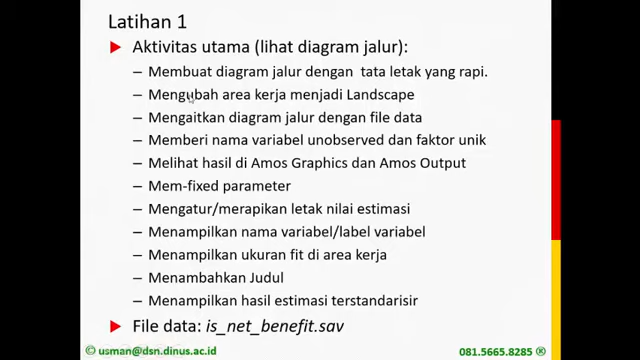 Latihan 1
Aktivitas utama (lihat diagram jalur):
– Membuat diagram jalur dengan tata letak yang rapi.
– Mengubah area kerja menjadi Landscape
– Mengaitkan diagram jalur dengan file data
– Memberi nama variabel unobserved dan faktor unik
– Melihat hasil di Amos Graphics dan Amos Output
– Mem-fixed parameter
– Mengatur/merapikan letak nilai estimasi
– Menampilkan nama variabel/label variabel
– Menampilkan ukuran fit di area kerja
– Menambahkan Judul
– Menampilkan hasil estimasi terstandarisir
File data: is_net_benefit.sav
© usman@dsn.dinus.ac.id 081.5665.8285 ®